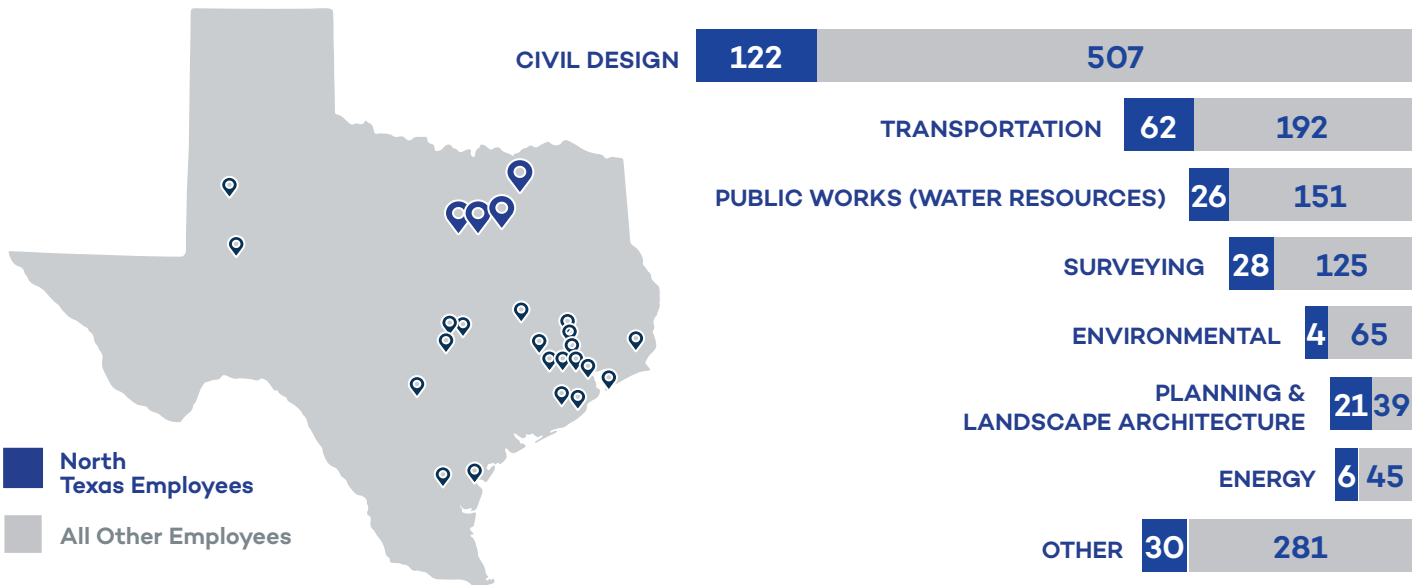 CIVIL DESIGN 122 507
TRANSPORTATION 62 192
PUBLIC WORKS (WATER RESOURCES) 26 151
SURVEYING 28 125
ENVIRONMENTAL 4 65
PLANNING &
LANDSCAPE ARCHITECTURE 21 39
ENERGY 6 45
OTHER 30 281
North
Texas Employees
All Other Employees